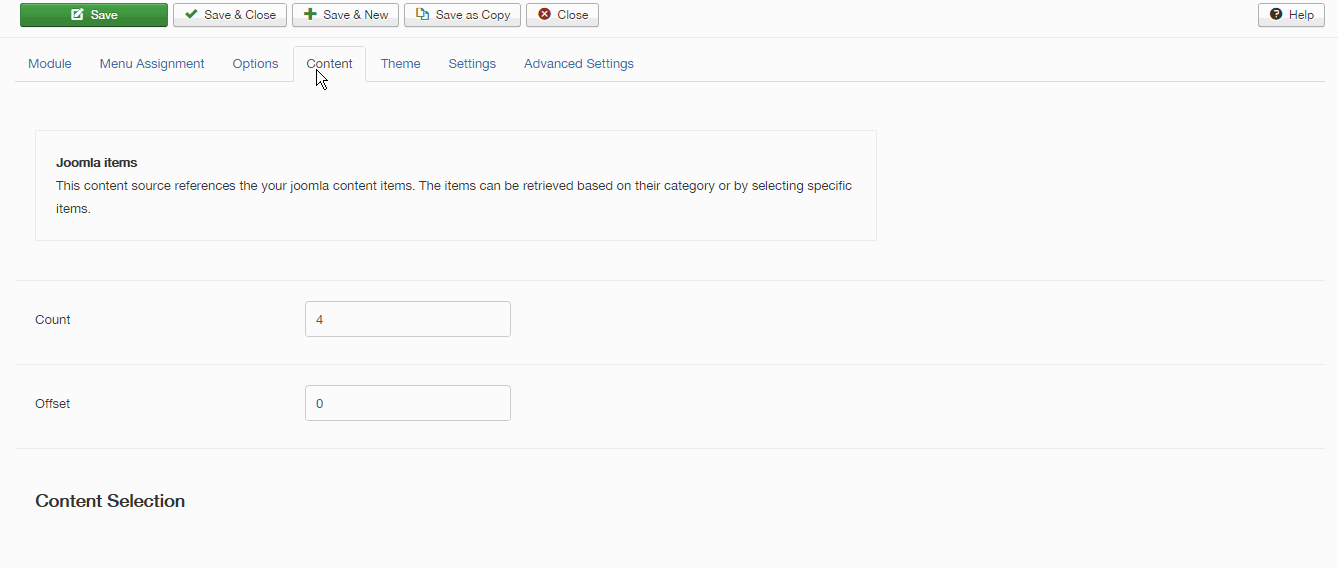 Save Save & Close Save & New Save as Copy Close Help
Module Menu Assignment Options Content Theme Settings Advanced Settings
Joomla items
This content source references the your joomla content items. The items can be retrieved based on their category or by selecting specific
items.
Count 4
Offset 0
Content Selection